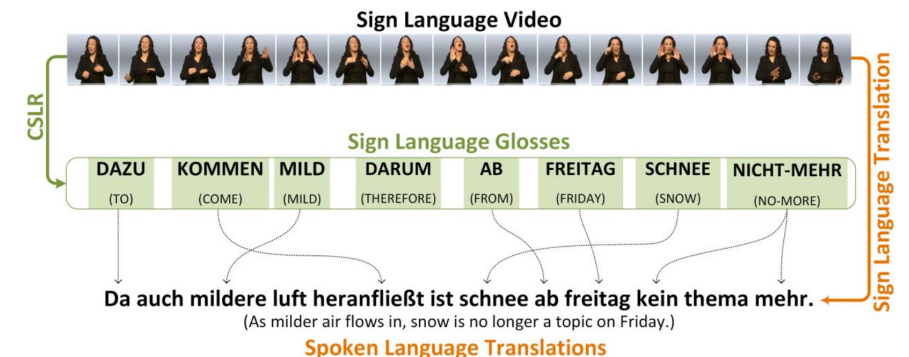 Sign Language Video
CSLR
Sign Language Translation
Sign Language Glosses
DAZU KOMMEN MILD DARUM AB FREITAG SCHNEE NICHT-MEHR
(TO) (COME) (MILD) (THEREFORE) (FROM) (FRIDAY) (SNOW) (NO-MORE)
Da auch mildere luft heranfließt ist schnee ab freitag kein thema mehr.
(As milder air flows in, snow is no longer a topic on Friday.)
Spoken Language Translations